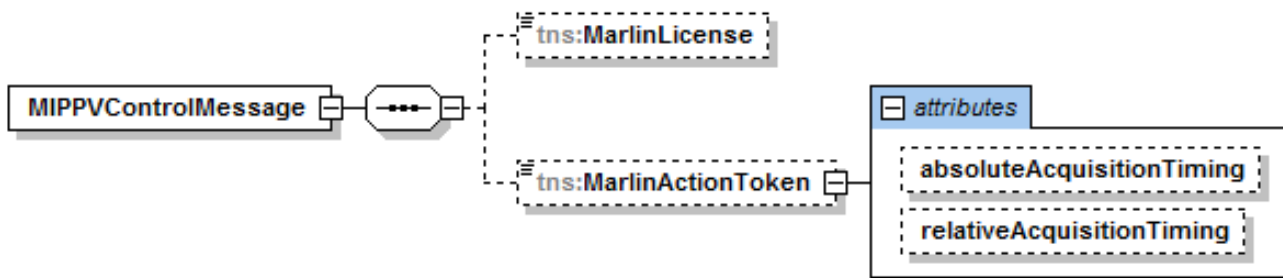 tns:MarlinLicense
MIPPVControlMessage
attributes
tns:MarlinActionToken
absoluteAcquisitionTiming
relativeAcquisitionTiming